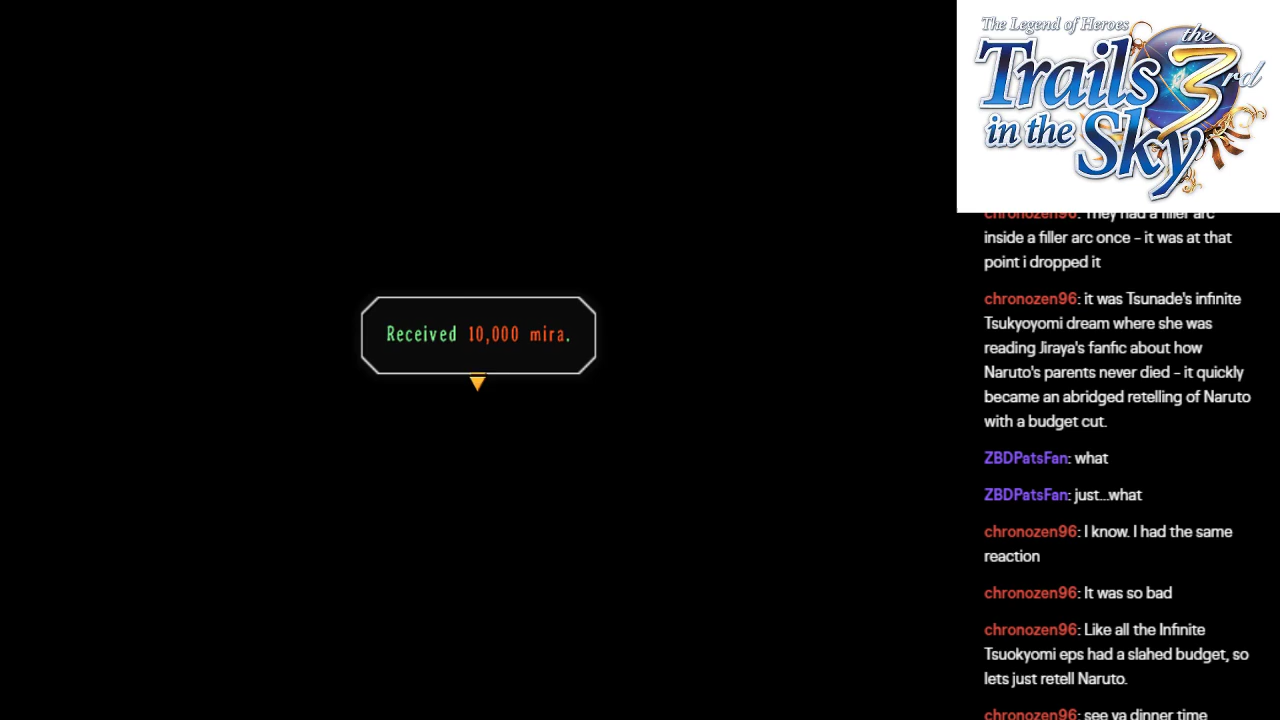 The Legend of Heroes
Trails in the Sky the 3rd
Received 10,000 mira.
chronozen96: They had a filler arc
inside a filler arc once - it was at that
point i dropped it
chronozen96: it was Tsunade's infinite
Tsukyoyomi dream where she was
reading Jiraya's fanfic about how
Naruto's parents never died - it quickly
became an abridged retelling of Naruto
with a budget cut.
ZBDPatsFan: what
ZBDPatsFan: just...what
chronozen96: I know. I had the same
reaction
chronozen96: It was so bad
chronozen96: Like all the Infinite
Tsuokyomi eps had a slahed budget, so
lets just retell Naruto.
chronozen96: see ya dinner time